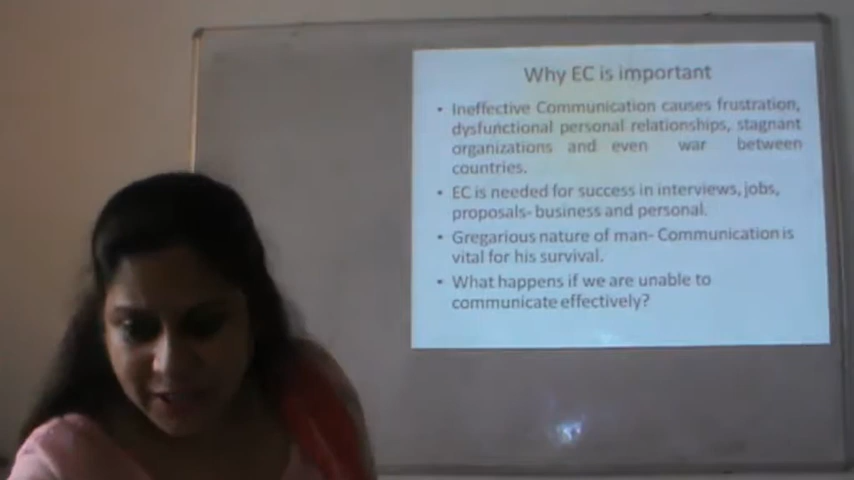 Why EC is important
• Ineffective Communication causes frustration,
dysfunctional personal relationships, stagnant
organizations and even war between
countries.
• EC is needed for success in interviews, jobs,
proposals- business and personal.
• Gregarious nature of man- Communication is
vital for his survival.
• What happens if we are unable to
communicate effectively?